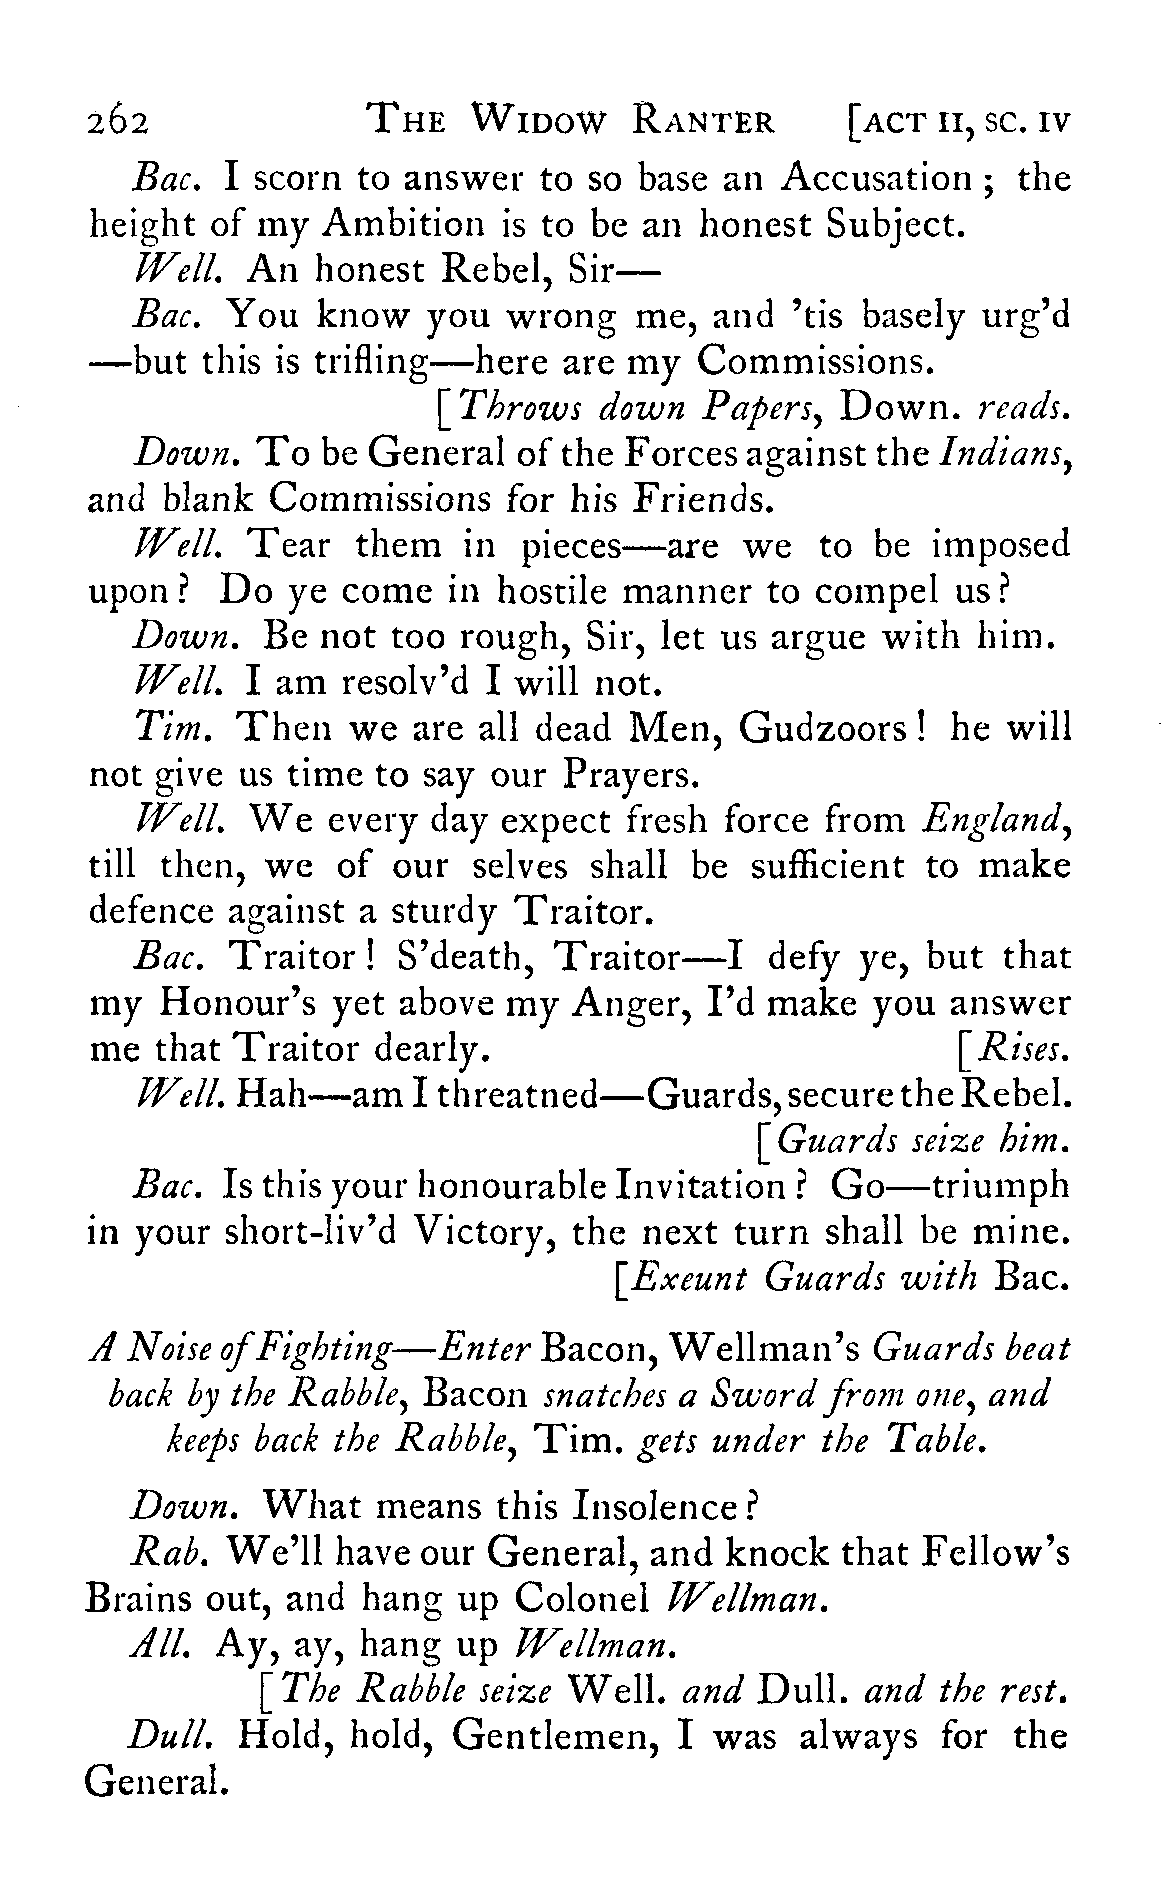 262 THE WIDOW RANTER [ACT II, SC. IV
Bac. I scorn to answer to so base an Accusation ; the
height of my Ambition is to be an honest Subject.
Well. An honest Rebel, Sir—
Bac. You know you wrong me, and ’tis basely urg’d
—but this is trifling—here are my Commissions.
[Throws down Papers, Down. reads.
Down. To be General of the Forces against the Indians,
and blank Commissions for his Friends.
Well. Tear them in pieces—are we to be imposed
upon ? Do ye come in hostile manner to compel us ?
Down. Be not too rough, Sir, let us argue with him.
Well. I am resolv’d I will not.
Tim. Then we are all dead Men, Gudzoors ! he will
not give us time to say our Prayers.
Well. We every day expect fresh force from England,
till then, we of our selves shall be sufficient to make
defence against a sturdy Traitor.
Bac. Traitor ! S’death, Traitor—I defy ye, but that
my Honour’s yet above my Anger, I’d make you answer
me that Traitor dearly. [Rises.
Well. Hah—am I threatned—Guards, secure the Rebel.
[Guards seize him.
Bac. Is this your honourable Invitation ? Go—triumph
in your short-liv’d Victory, the next turn shall be mine.
[Exeunt Guards with Bac.
A Noise of Fighting—Enter Bacon, Wellman’s Guards beat
back by the Rabble, Bacon snatches a Sword from one, and
keeps back the Rabble, Tim. gets under the Table.
Down. What means this Insolence ?
Rab. We’ll have our General, and knock that Fellow’s
Brains out, and hang up Colonel Wellman.
All. Ay, ay, hang up Wellman.
[The Rabble seize Well. and Dull. and the rest.
Dull. Hold, hold, Gentlemen, I was always for the
General.